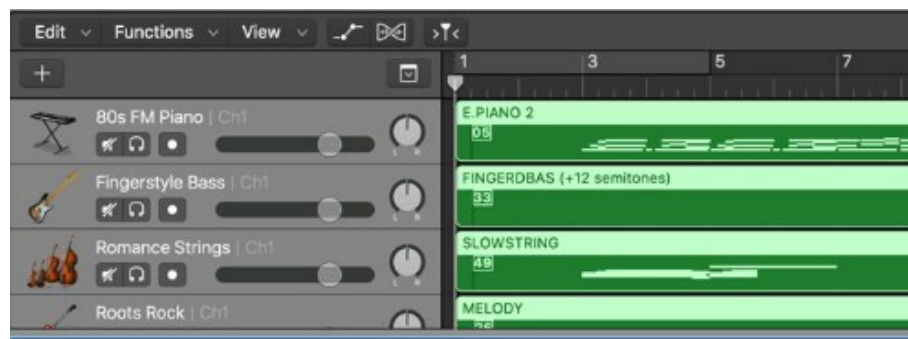 Edit Functions View
1 3 5 7
80s FM Piano | Ch1
L R
E.PIANO 2
05
Fingerstyle Bass | Ch1
L R
FINGERDBAS (+12 semitones)
33
Romance Strings | Ch1
L R
SLOWSTRING
49
Roots Rock | Ch1
MELODY